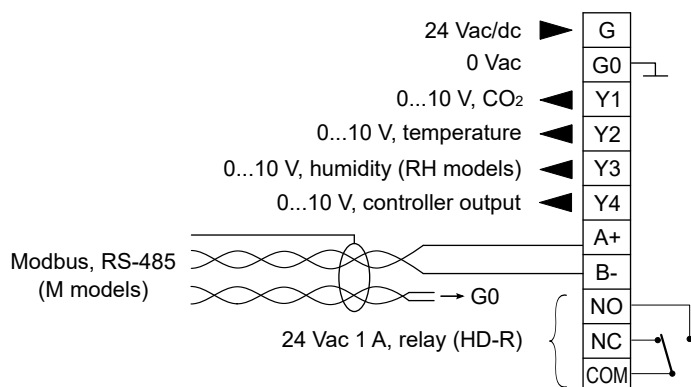 24 Vac/dc G
0 Vac G0
0...10 V, CO₂ Y1
0...10 V, temperature Y2
0...10 V, humidity (RH models) Y3
0...10 V, controller output Y4
A+
Modbus, RS-485
(M models)
B-
G0
NO
24 Vac 1 A, relay (HD-R) NC
COM